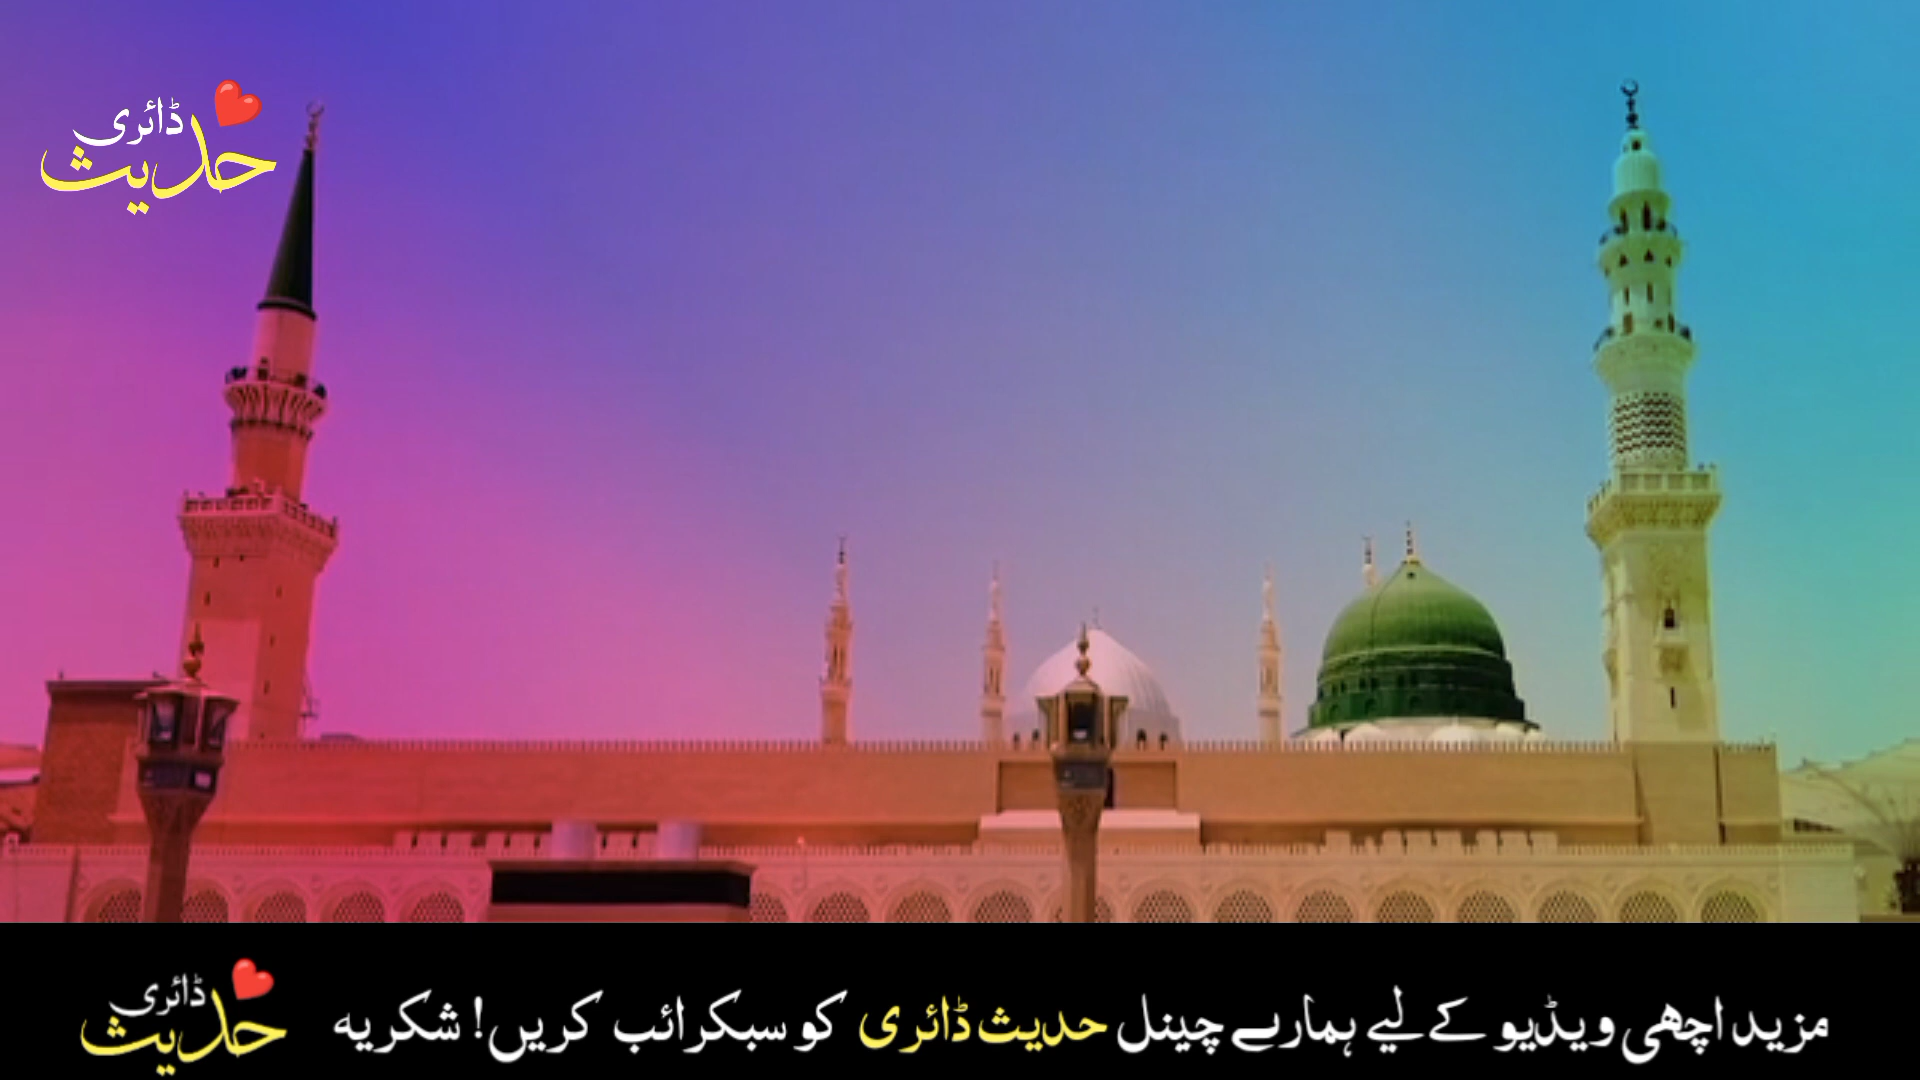 ڈائری
حدیث
مزید اچھی ویڈیو کے لیے ہمارے چینل حدیث ڈائری کو سبکرائب کریں! شکریہ
ڈائری
حدیث